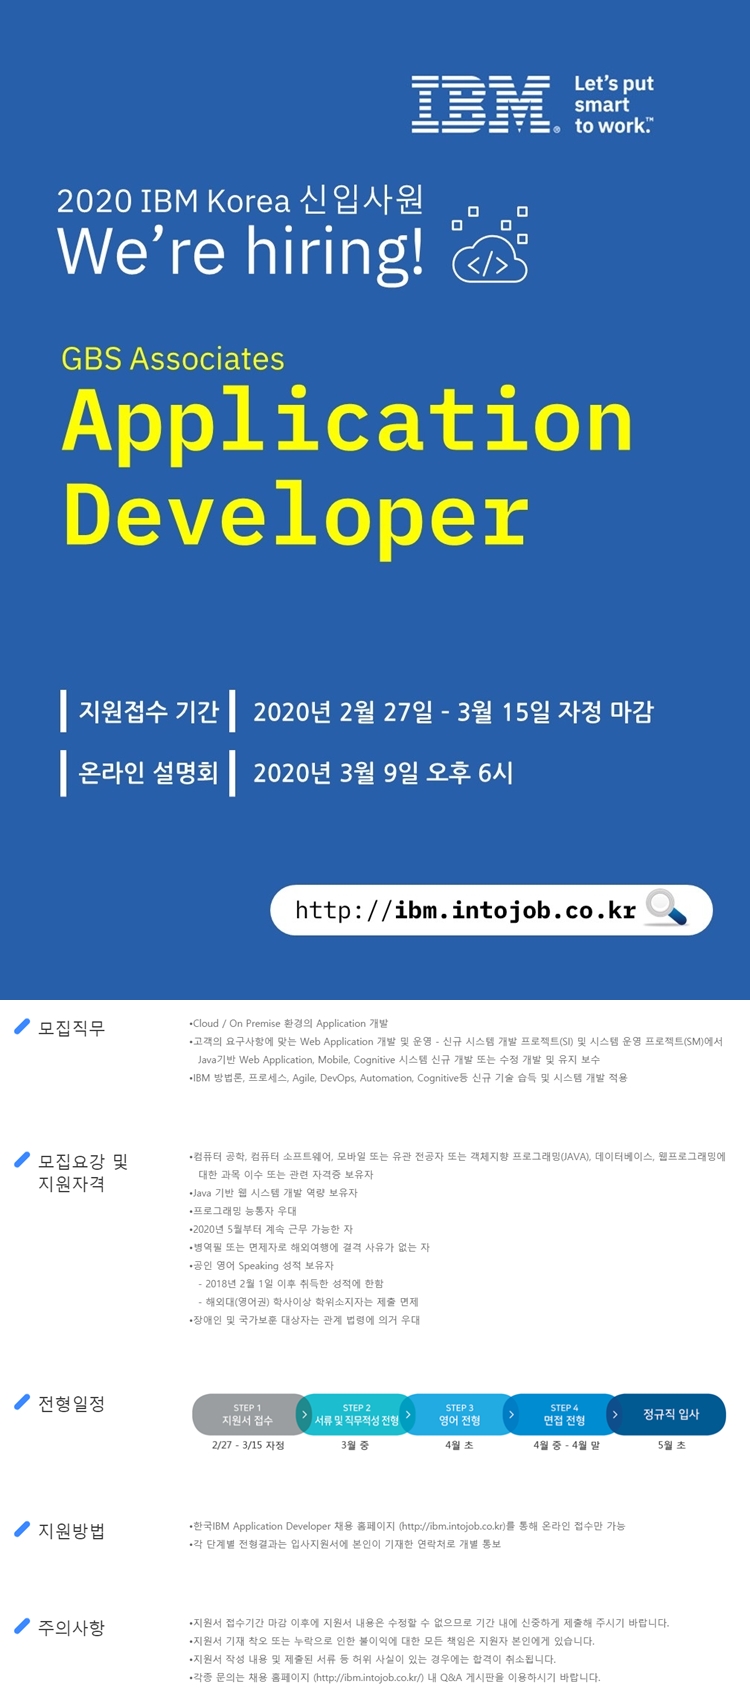 IBM®
Let's put
smart
to work.™
2020 IBM Korea 신입사원
We're hiring!
</>
GBS Associates
Application
Developer
지원접수 기간 2020년 2월 27일 - 3월 15일 자정 마감
온라인 설명회 2020년 3월 9일 오후 6시
http://ibm.intojob.co.kr
모집직무
•Cloud / On Premise 환경의 Application 개발
•고객의 요구사항에 맞는 Web Application 개발 및 운영 - 신규 시스템 개발 프로젝트(SI) 및 시스템 운영 프로젝트(SM)에서
Java기반 Web Application, Mobile, Cognitive 시스템 신규 개발 또는 수정 개발 및 유지 보수
•IBM 방법론, 프로세스, Agile, DevOps, Automation, Cognitive등 신규 기술 습득 및 시스템 개발 적용
모집요강 및
지원자격
•컴퓨터 공학, 컴퓨터 소프트웨어, 모바일 또는 유관 전공자 또는 객체지향 프로그래밍(JAVA), 데이터베이스, 웹프로그래밍에
대한 과목 이수 또는 관련 자격증 보유자
•Java 기반 웹 시스템 개발 역량 보유자
•프로그래밍 능통자 우대
•2020년 5월부터 계속 근무 가능한 자
•병역필 또는 면제자로 해외여행에 결격 사유가 없는 자
•공인 영어 Speaking 성적 보유자
- 2018년 2월 1일 이후 취득한 성적에 한함
- 해외대(영어권) 학사이상 학위소지자는 제출 면제
•장애인 및 국가보훈 대상자는 관계 법령에 의거 우대
전형일정
STEP 1
지원서 접수
2/27 - 3/15 자정
STEP 2
서류 및 직무적성 전형
3월 중
STEP 3
영어 전형
4월 초
STEP 4
면접 전형
4월 중 - 4월 말
정규직 입사
5월 초
지원방법
•한국IBM Application Developer 채용 홈페이지 (http://ibm.intojob.co.kr)를 통해 온라인 접수만 가능
•각 단계별 전형결과는 입사지원서에 본인이 기재한 연락처로 개별 통보
주의사항
•지원서 접수기간 마감 이후에 지원서 내용은 수정할 수 없으므로 기간 내에 신중하게 제출해 주시기 바랍니다.
•지원서 기재 착오 또는 누락으로 인한 불이익에 대한 모든 책임은 지원자 본인에게 있습니다.
•지원서 작성 내용 및 제출된 서류 등 허위 사실이 있는 경우에는 합격이 취소됩니다.
•각종 문의는 채용 홈페이지 (http://ibm.intojob.co.kr/) 내 Q&A 게시판을 이용하시기 바랍니다.